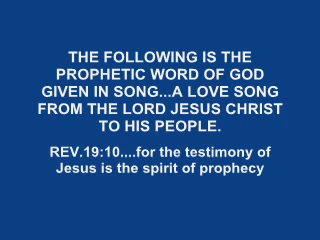 THE FOLLOWING IS THE
PROPHETIC WORD OF GOD
GIVEN IN SONG...A LOVE SONG
FROM THE LORD JESUS CHRIST
TO HIS PEOPLE.
REV.19:10....for the testimony of
Jesus is the spirit of prophecy